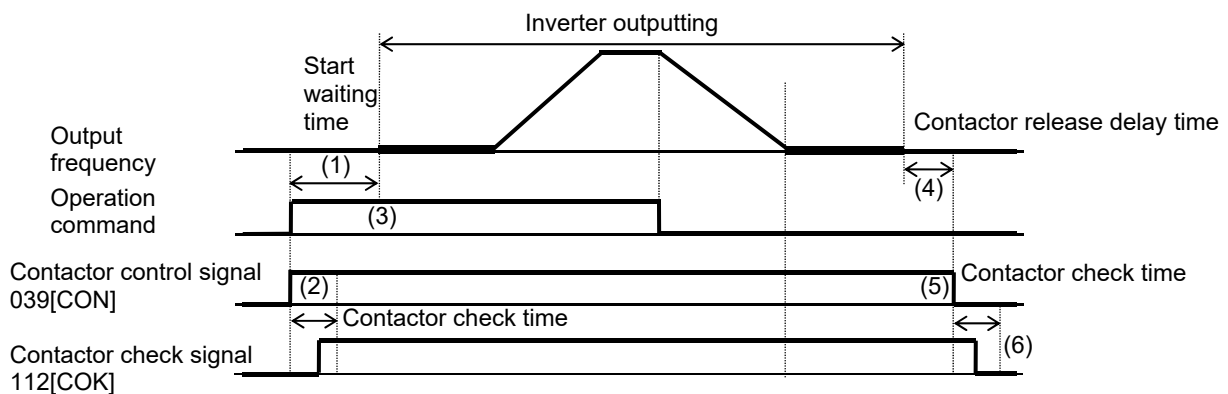 Inverter outputting
Start
waiting
time
Contactor release delay time
Output
frequency
(1)
(4)
Operation
command
(3)
Contactor control signal
039[CON]
(2)
(5)
Contactor check time
Contactor check time
(6)
Contactor check signal
112[COK]